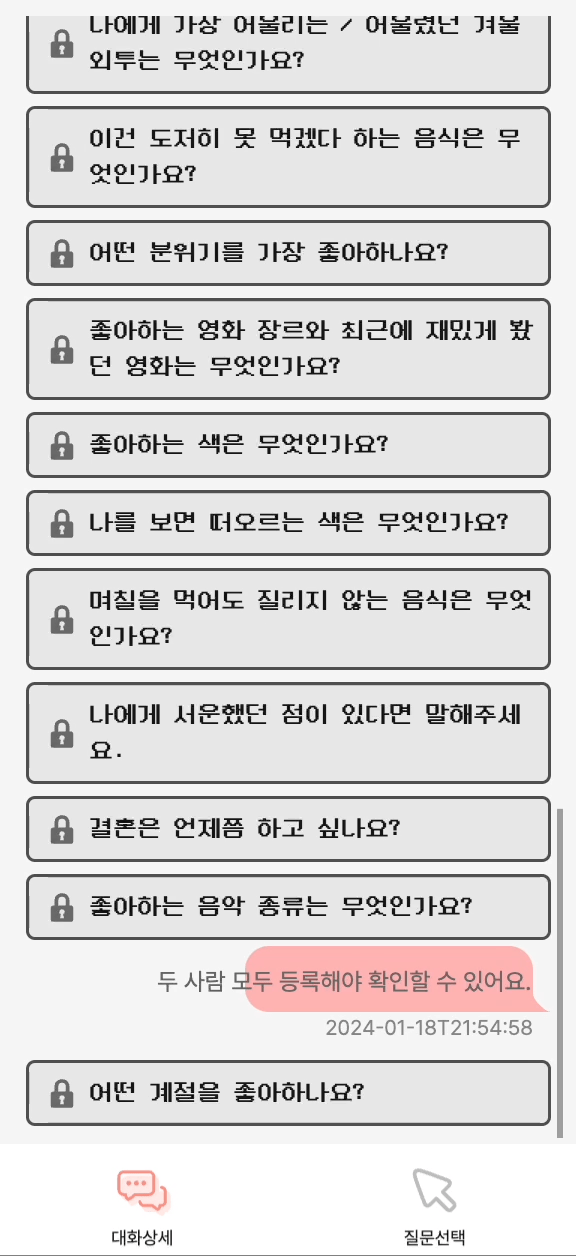 나에게 가장 어울리는 / 어울렸던 겨울
외투는 무엇인가요?
이건 도저히 못 먹겠다 하는 음식은 무
엇인가요?
어떤 분위기를 가장 좋아하나요?
좋아하는 영화 장르와 최근에 재밌게 봤
던 영화는 무엇인가요?
좋아하는 색은 무엇인가요?
나를 보면 떠오르는 색은 무엇인가요?
며칠을 먹어도 질리지 않는 음식은 무엇
인가요?
나에게 서운했던 점이 있다면 말해주세
요.
결혼은 언제쯤 하고 싶나요?
좋아하는 음악 종류는 무엇인가요?
두 사람 모두 등록해야 확인할 수 있어요.
2024-01-18T21:54:58
어떤 계절을 좋아하나요?
대화상세
질문선택